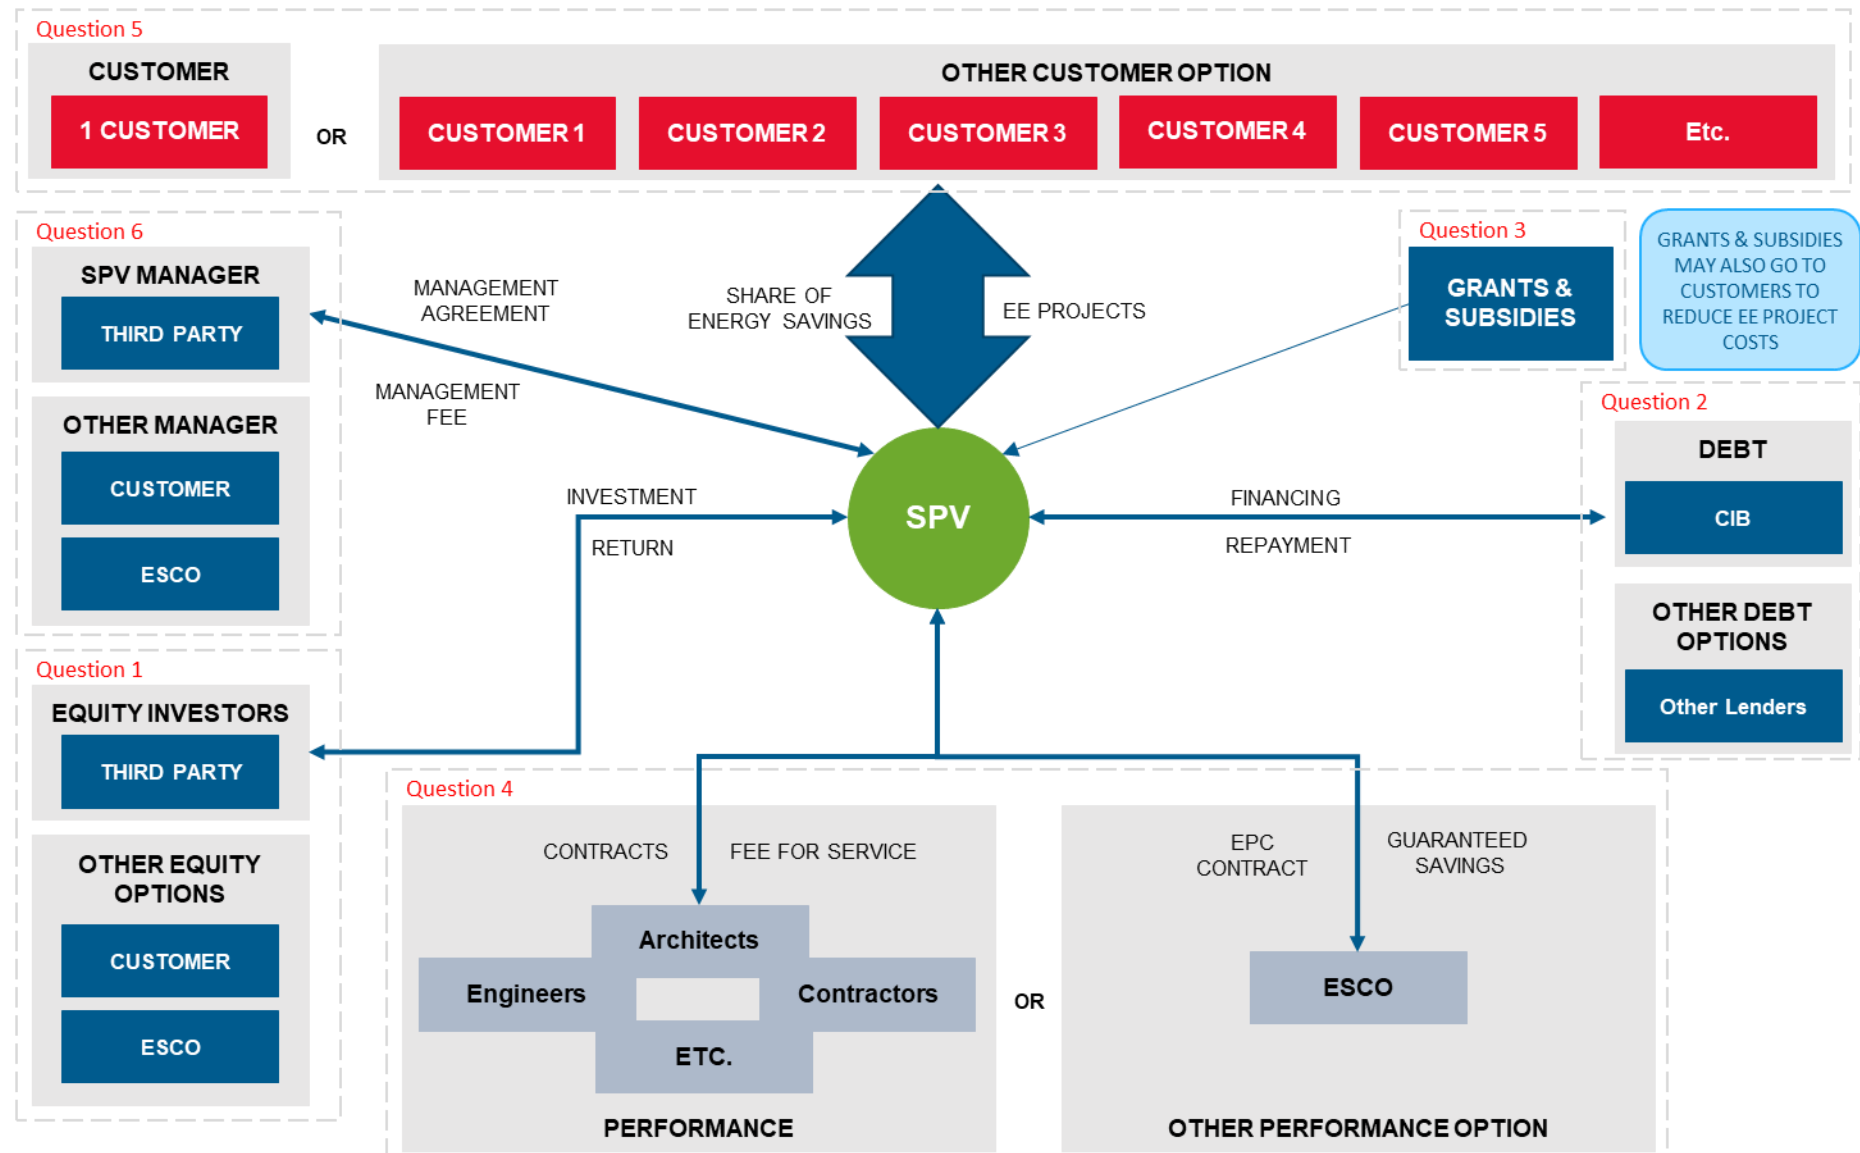 Question 5
CUSTOMER
1 CUSTOMER
OR
OTHER CUSTOMER OPTION
CUSTOMER 1
CUSTOMER 2
CUSTOMER 3
CUSTOMER 4
CUSTOMER 5
Etc.
Question 6
SPV MANAGER
THIRD PARTY
OTHER MANAGER
CUSTOMER
ESCO
MANAGEMENT
AGREEMENT
MANAGEMENT
FEE
SHARE OF
ENERGY SAVINGS
EE PROJECTS
Question 3
GRANTS &
SUBSIDIES
GRANTS & SUBSIDIES
MAY ALSO GO TO
CUSTOMERS TO
REDUCE EE PROJECT
COSTS
Question 2
DEBT
CIB
OTHER DEBT
OPTIONS
Other Lenders
INVESTMENT
RETURN
SPV
FINANCING
REPAYMENT
Question 1
EQUITY INVESTORS
THIRD PARTY
OTHER EQUITY
OPTIONS
CUSTOMER
ESCO
Question 4
CONTRACTS
FEE FOR SERVICE
Architects
Engineers
Contractors
ETC.
PERFORMANCE
OR
EPC
CONTRACT
GUARANTEED
SAVINGS
ESCO
OTHER PERFORMANCE OPTION